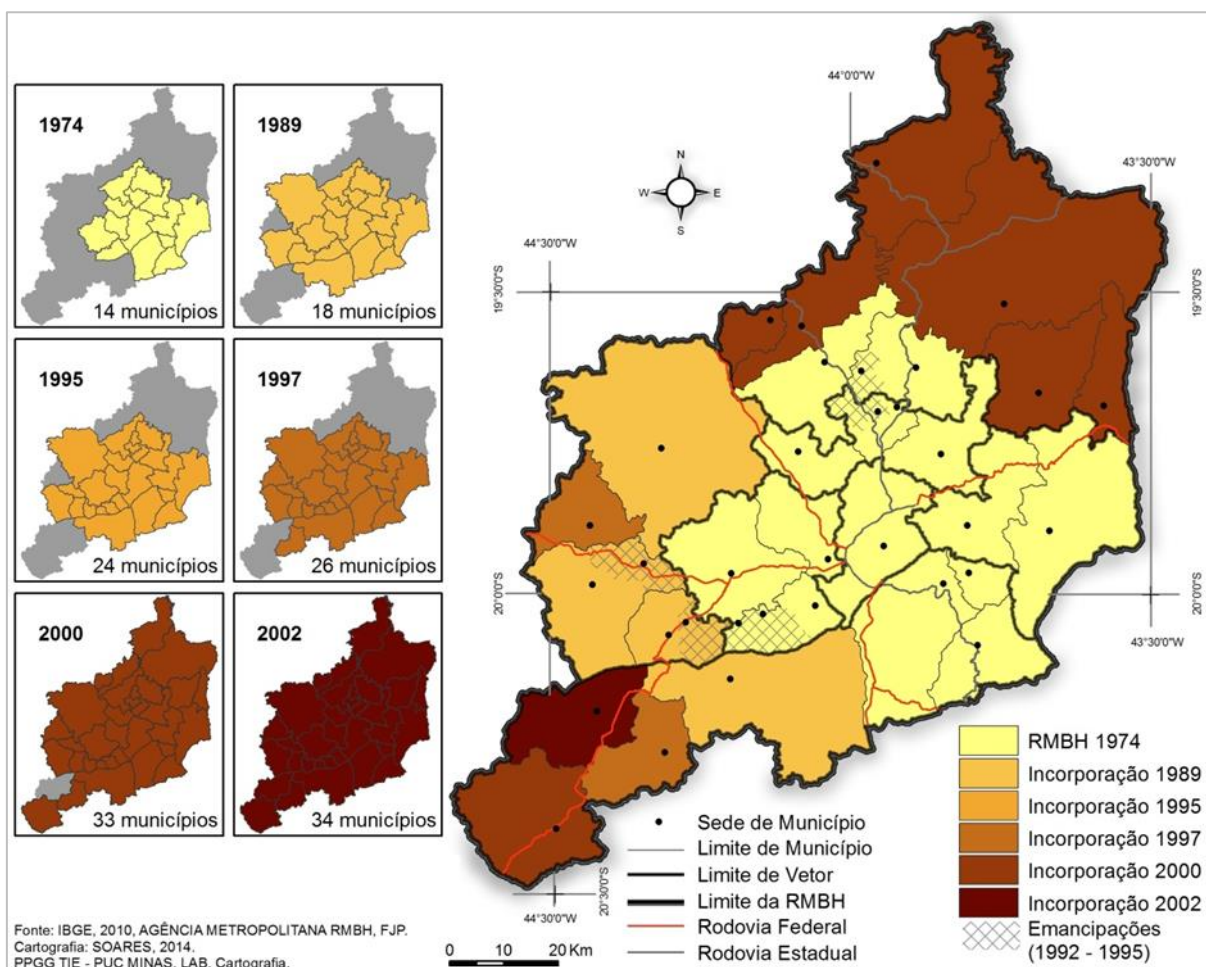 1974
14 municípios
1989
18 municípios
1995
24 municípios
1997
26 municípios
2000
33 municípios
2002
34 municípios
Fonte: IBGE, 2010, AGÊNCIA METROPOLITANA RMBH, FJP.
Cartografia: SOARES, 2014.
PPGG TIE - PUC MINAS, LAB. Cartografia.
44°0'0"W
43°30'0"W
44°30'0"W
N
W E
S
19°30'0"S
19°30'0"S
20°0'0"S
20°0'0"S
43°30'0"W
44°30'0"W
20°30'0"S
0 10 20 Km
Sede de Município
Limite de Município
Limite de Vetor
Limite da RMBH
Rodovia Federal
Rodovia Estadual
RMBH 1974
Incorporação 1989
Incorporação 1995
Incorporação 1997
Incorporação 2000
Incorporação 2002
Emancipações
(1992 - 1995)